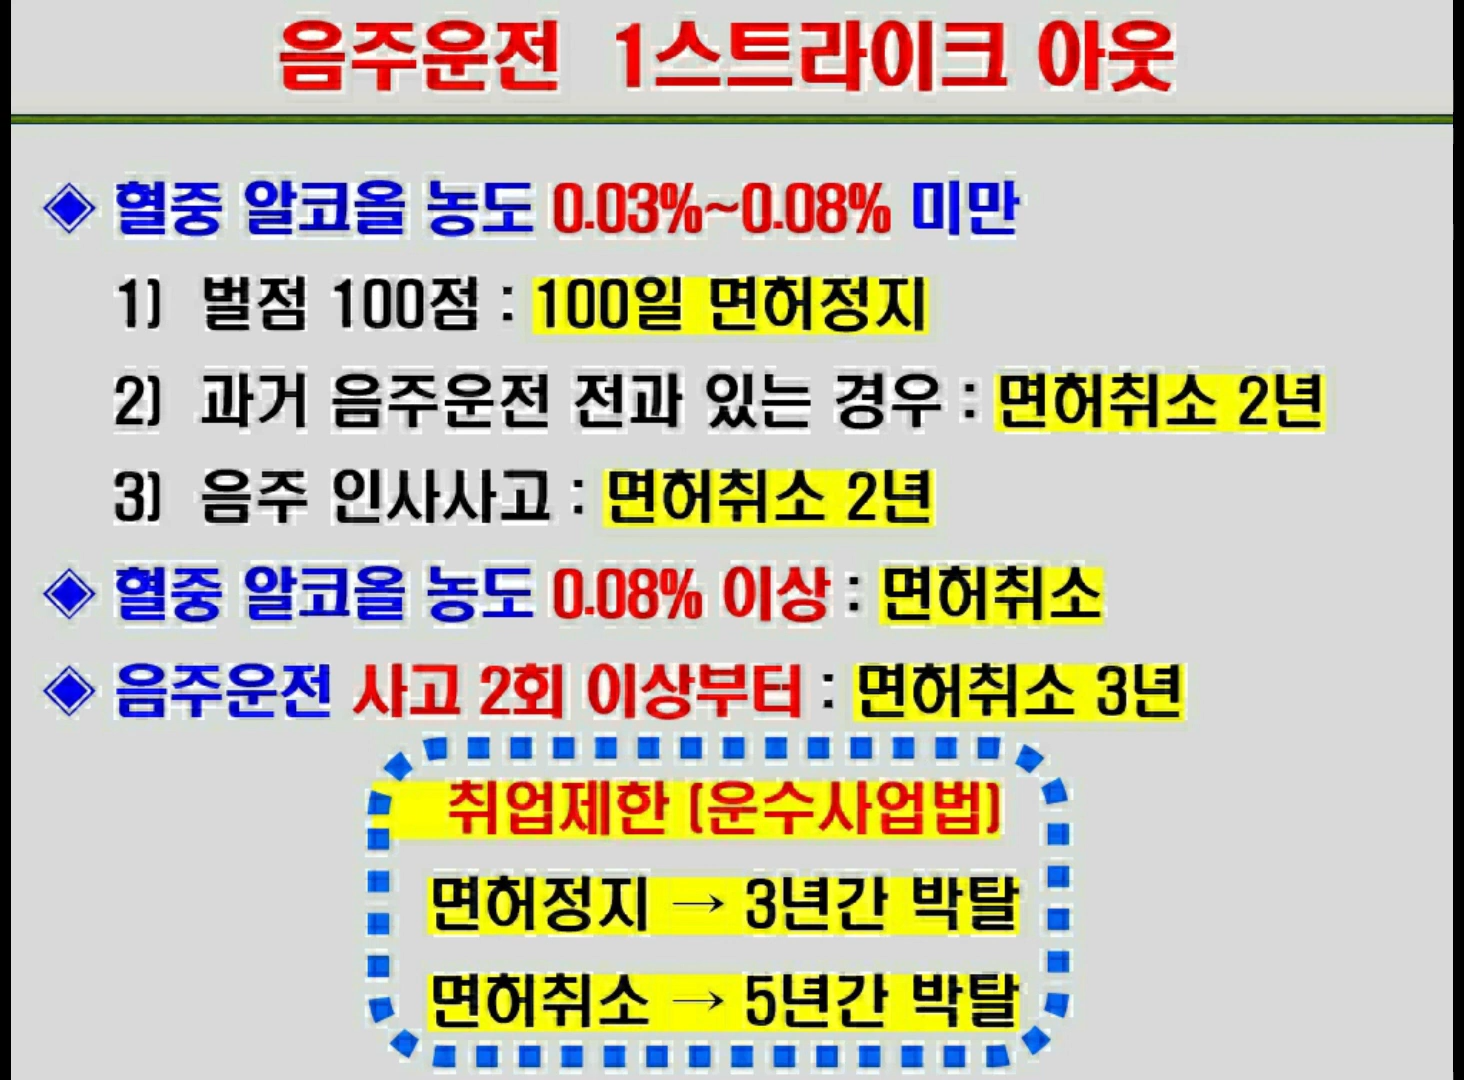 음주운전 1스트라이크 아웃
◈ 혈중 알코올 농도 0.03%~0.08% 미만
1) 벌점 100점 : 100일 면허정지
2) 과거 음주운전 전과 있는 경우 : 면허취소 2년
3) 음주 인사사고 : 면허취소 2년
◈ 혈중 알코올 농도 0.08% 이상 : 면허취소
◈ 음주운전 사고 2회 이상부터 : 면허취소 3년
취업제한 (운수사업법)
면허정지 → 3년간 박탈
면허취소 → 5년간 박탈